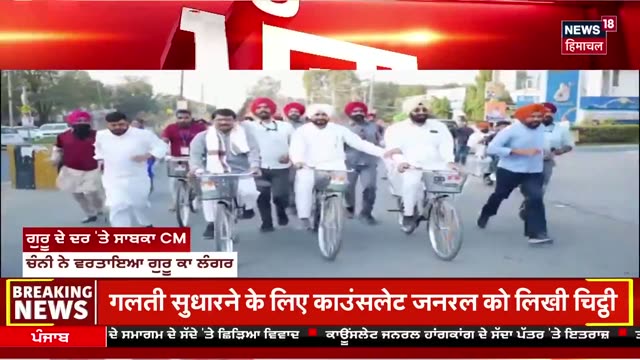 NEWS 18
हिमाचल
ਗੁਰੂ ਦੇ ਦਰ 'ਤੇ ਸਾਬਕਾ CM
ਚੰਨੀ ਨੇ ਵਰਤਾਇਆ ਗੁਰੂ ਕਾ ਲੰਗਰ
BREAKING NEWS
गलती सुधारने के लिए काउंसलेट जनरल को लिखी चिट्ठी
ਪੰਜਾਬ
ਦੇ ਸਮਾਗਮ ਦੇ ਸੱਦੇ 'ਤੇ ਛਿੜਿਆ ਵਿਵਾਦ ਕਾਊਂਸਲੇਟ ਜਨਰਲ ਹਾਂਗਕਾਂਗ ਦੇ ਸੱਦਾ ਪੱਤਰ 'ਤੇ ਇਤਰਾਜ਼